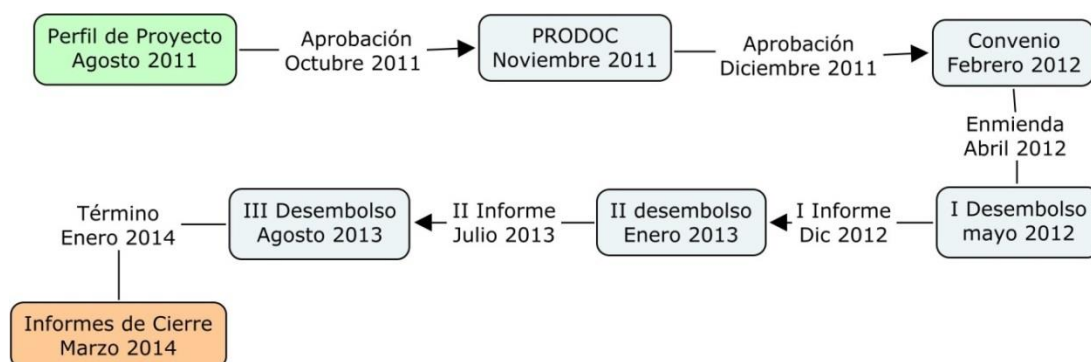 Perfil de Proyecto
Agosto 2011
Aprobación
Octubre 2011
PRODOC
Noviembre 2011
Aprobación
Diciembre 2011
Convenio
Febrero 2012
Enmienda
Abril 2012
I Desembolso
mayo 2012
I Informe
Dic 2012
II desembolso
Enero 2013
II Informe
Julio 2013
III Desembolso
Agosto 2013
Término
Enero 2014
Informes de Cierre
Marzo 2014